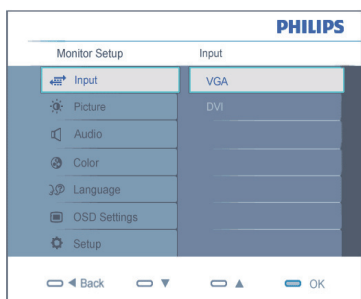 PHILIPS
Monitor Setup Input
Input VGA
Picture DVI
Audio
Color
Language
OSD Settings
Setup
◀ Back ▼ ▲ OK